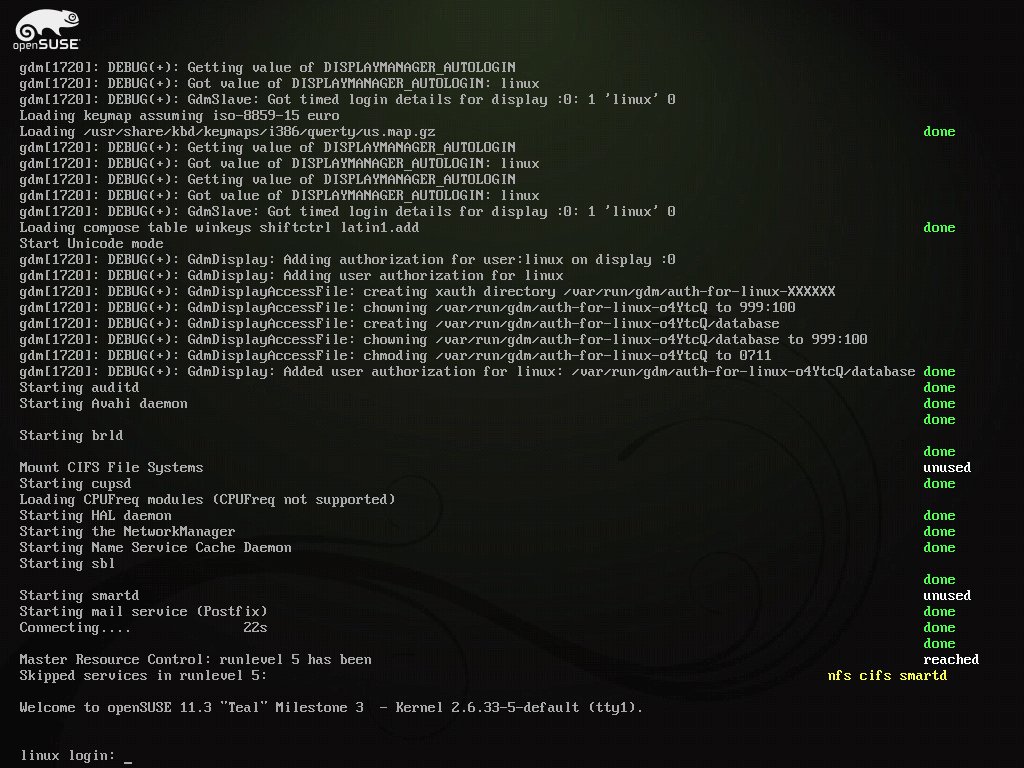 openSUSE
gdm[1720]: DEBUG(+): Getting value of DISPLAYMANAGER_AUTOLOGIN
gdm[1720]: DEBUG(+): Got value of DISPLAYMANAGER_AUTOLOGIN: linux
gdm[1720]: DEBUG(+): GdmSlave: Got timed login details for display :0: 1 'linux' 0
Loading keymap assuming iso-8859-15 euro
Loading /usr/share/kbd/keymaps/i386/qwerty/us.map.gz done
gdm[1720]: DEBUG(+): Getting value of DISPLAYMANAGER_AUTOLOGIN
gdm[1720]: DEBUG(+): Got value of DISPLAYMANAGER_AUTOLOGIN: linux
gdm[1720]: DEBUG(+): Getting value of DISPLAYMANAGER_AUTOLOGIN
gdm[1720]: DEBUG(+): Got value of DISPLAYMANAGER_AUTOLOGIN: linux
gdm[1720]: DEBUG(+): GdmSlave: Got timed login details for display :0: 1 'linux' 0
Loading compose table winkeys shiftctrl latin1.add done
Start Unicode mode
gdm[1720]: DEBUG(+): GdmDisplay: Adding authorization for user:linux on display :0
gdm[1720]: DEBUG(+): GdmDisplay: Adding user authorization for linux
gdm[1720]: DEBUG(+): GdmDisplayAccessFile: creating xauth directory /var/run/gdm/auth-for-linux-XXXXXX
gdm[1720]: DEBUG(+): GdmDisplayAccessFile: chowning /var/run/gdm/auth-for-linux-o4YtcQ to 999:100
gdm[1720]: DEBUG(+): GdmDisplayAccessFile: creating /var/run/gdm/auth-for-linux-o4YtcQ/database
gdm[1720]: DEBUG(+): GdmDisplayAccessFile: chowning /var/run/gdm/auth-for-linux-o4YtcQ/database to 999:100
gdm[1720]: DEBUG(+): GdmDisplayAccessFile: chmoding /var/run/gdm/auth-for-linux-o4YtcQ to 0711
gdm[1720]: DEBUG(+): GdmDisplay: Added user authorization for linux: /var/run/gdm/auth-for-linux-o4YtcQ/database done
Starting auditd done
Starting Avahi daemon done
done
Starting brld
done
Mount CIFS File Systems unused
Starting cupsd done
Loading CPUFreq modules (CPUFreq not supported)
Starting HAL daemon done
Starting the NetworkManager done
Starting Name Service Cache Daemon done
Starting sbl
done
Starting smartd unused
Starting mail service (Postfix) done
Connecting.... 22s done
done
Master Resource Control: runlevel 5 has been reached
Skipped services in runlevel 5: nfs cifs smartd
Welcome to openSUSE 11.3 "Teal" Milestone 3  - Kernel 2.6.33-5-default (tty1).
linux login: _